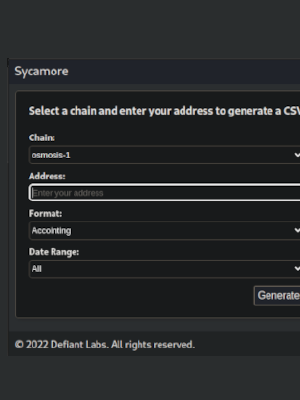 Sycamore
Select a chain and enter your address to generate a CSV
Chain:
osmosis-1
Address:
Enter your address
Format:
Accointing
Date Range:
All
Generate
© 2022 Defiant Labs. All rights reserved.